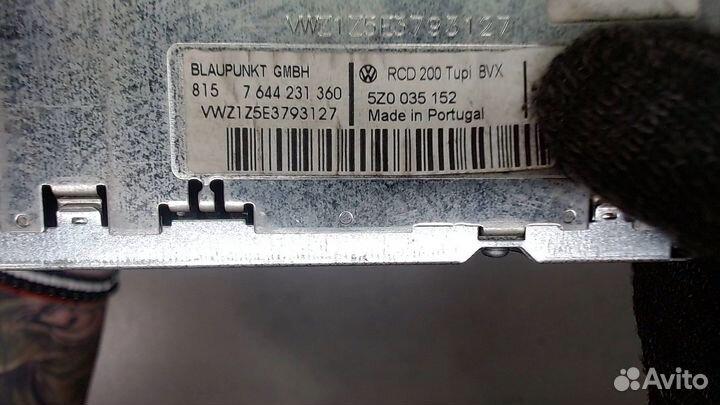 VWZ1Z5E3793127
BLAUPUNKT GMBH
815 7 644 231 360
VWZ1Z5E3793127
RCD 200 Tupi BVX
5Z0 035 152
Made in Portugal
Avito